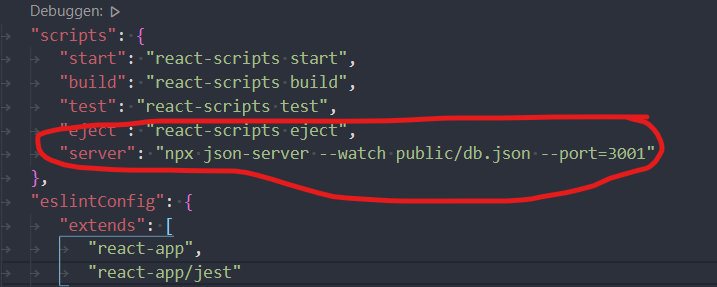 Debuggen:
"scripts": {
"start": "react-scripts start",
"build": "react-scripts build",
"test": "react-scripts test",
"eject": "react-scripts eject",
"server": "npx json-server --watch public/db.json --port=3001"
},
"eslintConfig": {
"extends": [
"react-app",
"react-app/jest"